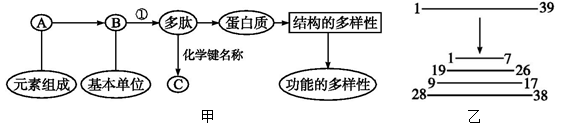 A B ① 多肽 蛋白质 结构的多样性
化学键名称
元素组成 基本单位 C 功能的多样性
甲
1 39
1 7
19 26
9 17
28 38
乙